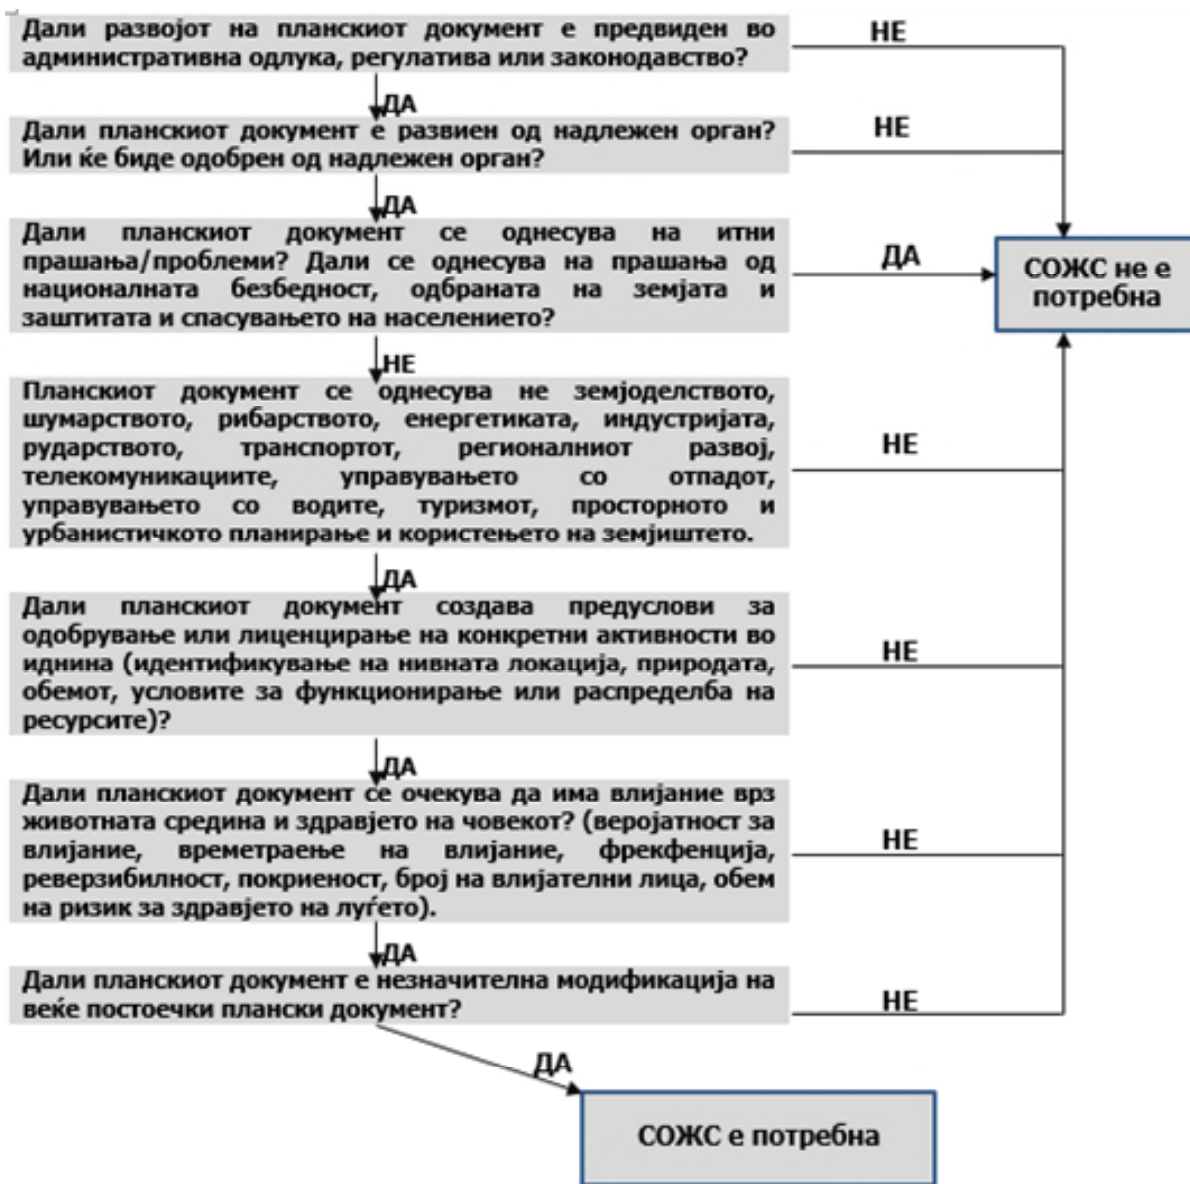 Дали развојот на планскиот документ е предвиден во
административна одлука, регулатива или законодавство?
НЕ
ДА
Дали планскиот документ е развиен од надлежен орган?
Или ќе биде одобрен од надлежен орган?
НЕ
ДА
Дали планскиот документ се однесува на итни
прашања/проблеми? Дали се однесува на прашања од
националната безбедност, одбраната на земјата и
заштитата и спасувањето на населението?
ДА
СОЖС не е
потребна
НЕ
Планскиот документ се однесува не земјоделството,
шумарството, рибарството, енергетиката, индустријата,
рударството, транспортот, регионалниот развој,
телекомуникациите, управувањето со отпадот,
управувањето со водите, туризмот, просторното и
урбанистичкото планирање и користењето на земјиштето.
НЕ
ДА
Дали планскиот документ создава предуслови за
одобрување или лиценцирање на конкретни активности во
иднина (идентификување на нивната локација, природата,
обемот, условите за функционирање или распределба на
ресурсите)?
НЕ
ДА
Дали планскиот документ се очекува да има влијание врз
животната средина и здравјето на човекот? (веројатност за
влијание, времетраење на влијание, фрекфенција,
реверзибилност, покриеност, број на влијателни лица, обем
на ризик за здравјето на луѓето).
НЕ
ДА
Дали планскиот документ е незначителна модификација на
веќе постоечки плански документ?
НЕ
ДА
СОЖС е потребна